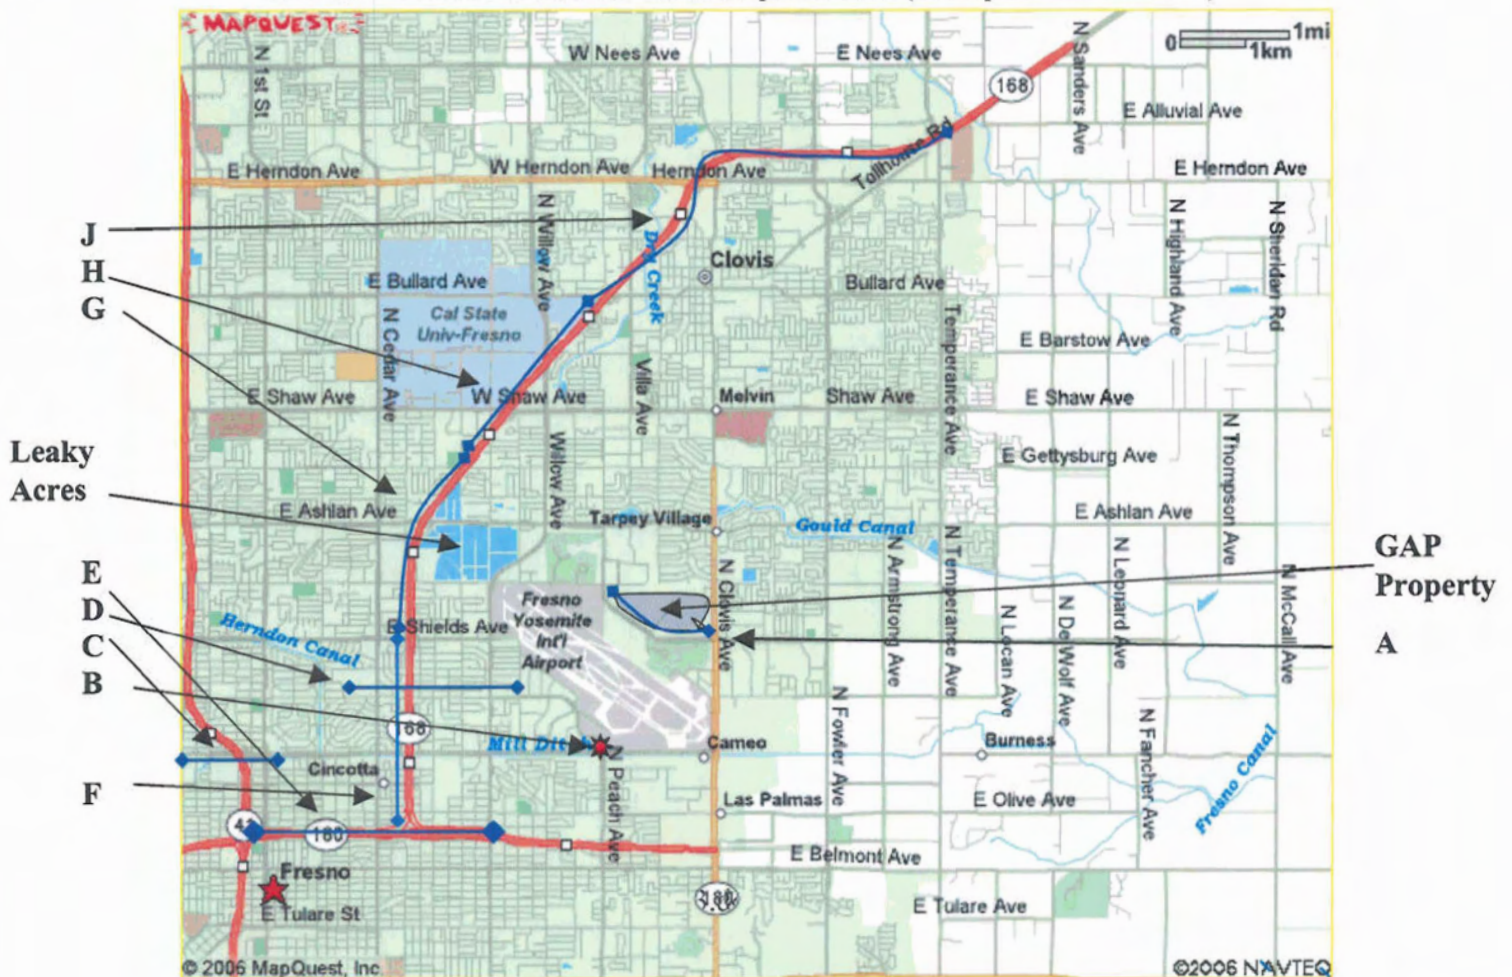 MAPQUEST
0 1mi
1km
W Nees Ave
E Nees Ave
N 1st St
N Sanders Ave
168
E Alluvial Ave
Tollhouse Rd
E Herndon Ave
W Herndon Ave
Herndon Ave
E Herndon Ave
N Willow Ave
N Highland Ave
N Sheridan Rd
J
H
G
Dry Creek
Clovis
E Bullard Ave
Bullard Ave
Cal State
Univ-Fresno
N Cedar Ave
Temperance Ave
E Barstow Ave
Villa Ave
E Shaw Ave
W Shaw Ave
Melvin
Shaw Ave
E Shaw Ave
Leaky
Acres
Willow Ave
E Gettysburg Ave
N Thompson Ave
E Ashlan Ave
Tarpey Village
Gould Canal
E Ashlan Ave
GAP
Property
N Clovis Ave
N Armstrong Ave
N Temperance Ave
N Leonard Ave
N McCall Ave
E
D
C
B
Fresno
Yosemite
Int'l
Airport
E Shields Ave
Herndon Canal
N Locan Ave
N DeWolf Ave
A
168
Mill Dit
N Peach Ave
Cameo
N Fowler Ave
Burness
N Fancher Ave
Fresno Canal
Cincotta
F
Las Palmas
E Olive Ave
41
180
E Belmont Ave
Fresno
180
E Tulare St
E Tulare Ave
© 2006 MapQuest, Inc
©2006 NAVTEQ